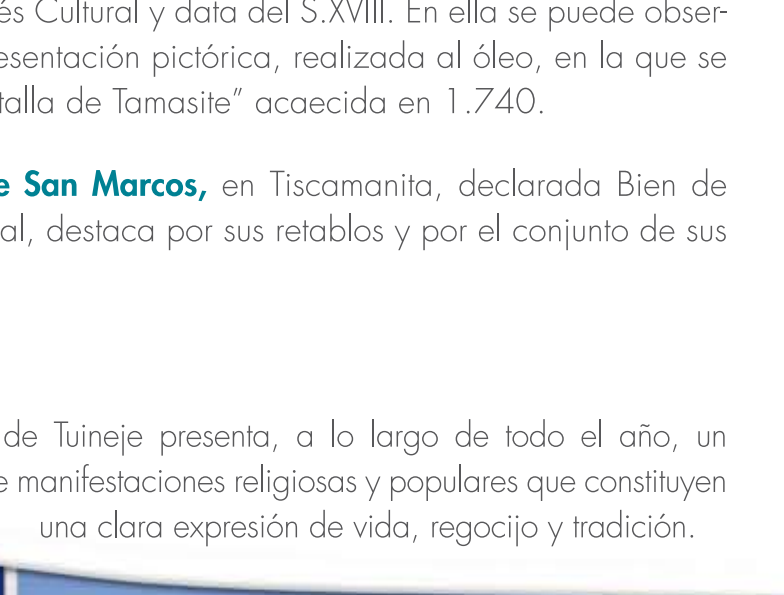 és Cultural y data del S.XVIII. En ella se puede obser-
esentación pictórica, realizada al óleo, en la que se
talla de Tamasite” acaecida en 1.740.
e San Marcos, en Tiscamanita, declarada Bien de
al, destaca por sus retablos y por el conjunto de sus
de Tuineje presenta, a lo largo de todo el año, un
e manifestaciones religiosas y populares que constituyen
una clara expresión de vida, regocijo y tradición.